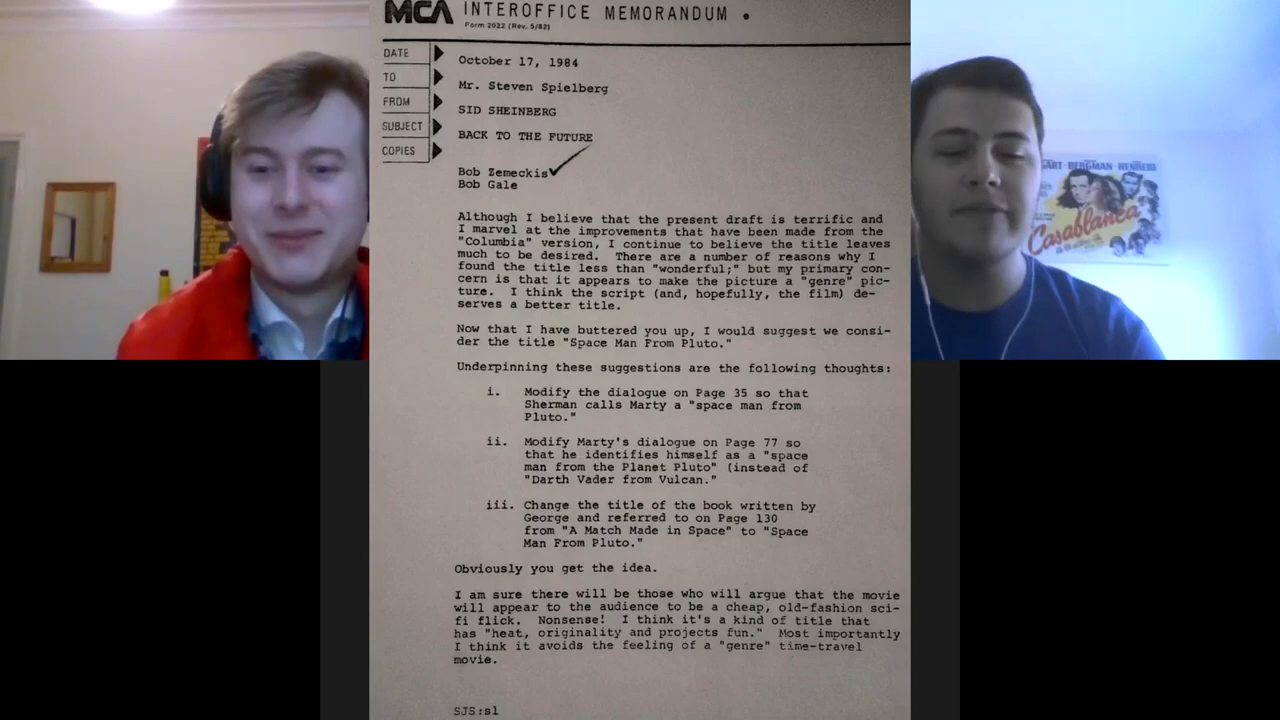 MCA INTEROFFICE MEMORANDUM
Form 2022 (Rev. 5/82)
DATE October 17, 1984
TO Mr. Steven Spielberg
FROM SID SHEINBERG
SUBJECT BACK TO THE FUTURE
COPIES
Bob Zemeckis
Bob Gale
Although I believe that the present draft is terrific and
I marvel at the improvements that have been made from the
"Columbia" version, I continue to believe the title leaves
much to be desired. There are a number of reasons why I
found the title less than "wonderful;" but my primary con-
cern is that it appears to make the picture a "genre" pic-
ture. I think the script (and, hopefully, the film) de-
serves a better title.
Now that I have buttered you up, I would suggest we consi-
der the title "Space Man From Pluto."
Underpinning these suggestions are the following thoughts:
i. Modify the dialogue on Page 35 so that
Sherman calls Marty a "space man from
Pluto."
ii. Modify Marty's dialogue on Page 77 so
that he identifies himself as a "space
man from the Planet Pluto" (instead of
"Darth Vader from Vulcan."
iii. Change the title of the book written by
George and referred to on Page 130
from "A Match Made in Space" to "Space
Man From Pluto."
Obviously you get the idea.
I am sure there will be those who will argue that the movie
will appear to the audience to be a cheap, old-fashion sci-
fi flick. Nonsense! I think it's a kind of title that
has "heat, originality and projects fun." Most importantly
I think it avoids the feeling of a "genre" time-travel
movie.
SJS:sl
BERGMAN HENREID
Casablanca